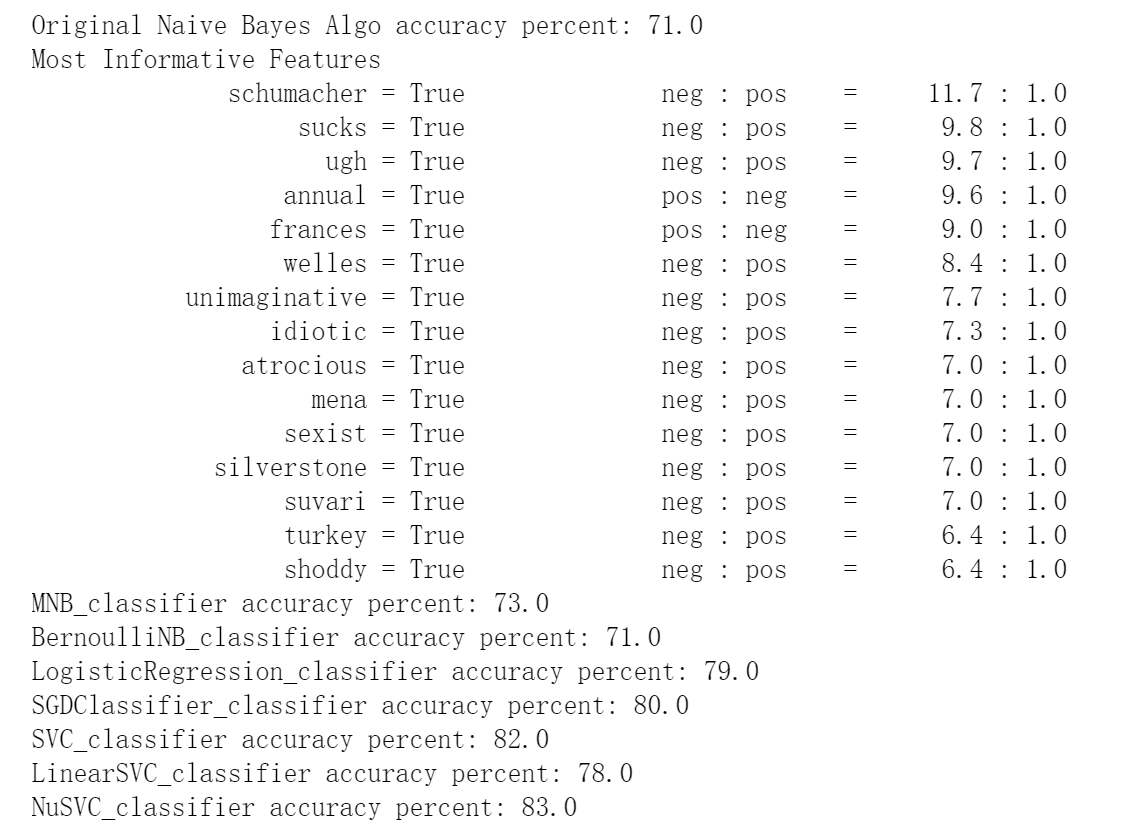 Original Naive Bayes Algo accuracy percent: 71.0
Most Informative Features
schumacher = True neg : pos = 11.7 : 1.0
sucks = True neg : pos = 9.8 : 1.0
ugh = True neg : pos = 9.7 : 1.0
annual = True pos : neg = 9.6 : 1.0
frances = True pos : neg = 9.0 : 1.0
welles = True neg : pos = 8.4 : 1.0
unimaginative = True neg : pos = 7.7 : 1.0
idiotic = True neg : pos = 7.3 : 1.0
atrocious = True neg : pos = 7.0 : 1.0
mena = True neg : pos = 7.0 : 1.0
sexist = True neg : pos = 7.0 : 1.0
silverstone = True neg : pos = 7.0 : 1.0
suvari = True neg : pos = 7.0 : 1.0
turkey = True neg : pos = 6.4 : 1.0
shoddy = True neg : pos = 6.4 : 1.0
MNB_classifier accuracy percent: 73.0
BernoulliNB_classifier accuracy percent: 71.0
LogisticRegression_classifier accuracy percent: 79.0
SGDClassifier_classifier accuracy percent: 80.0
SVC_classifier accuracy percent: 82.0
LinearSVC_classifier accuracy percent: 78.0
NuSVC_classifier accuracy percent: 83.0